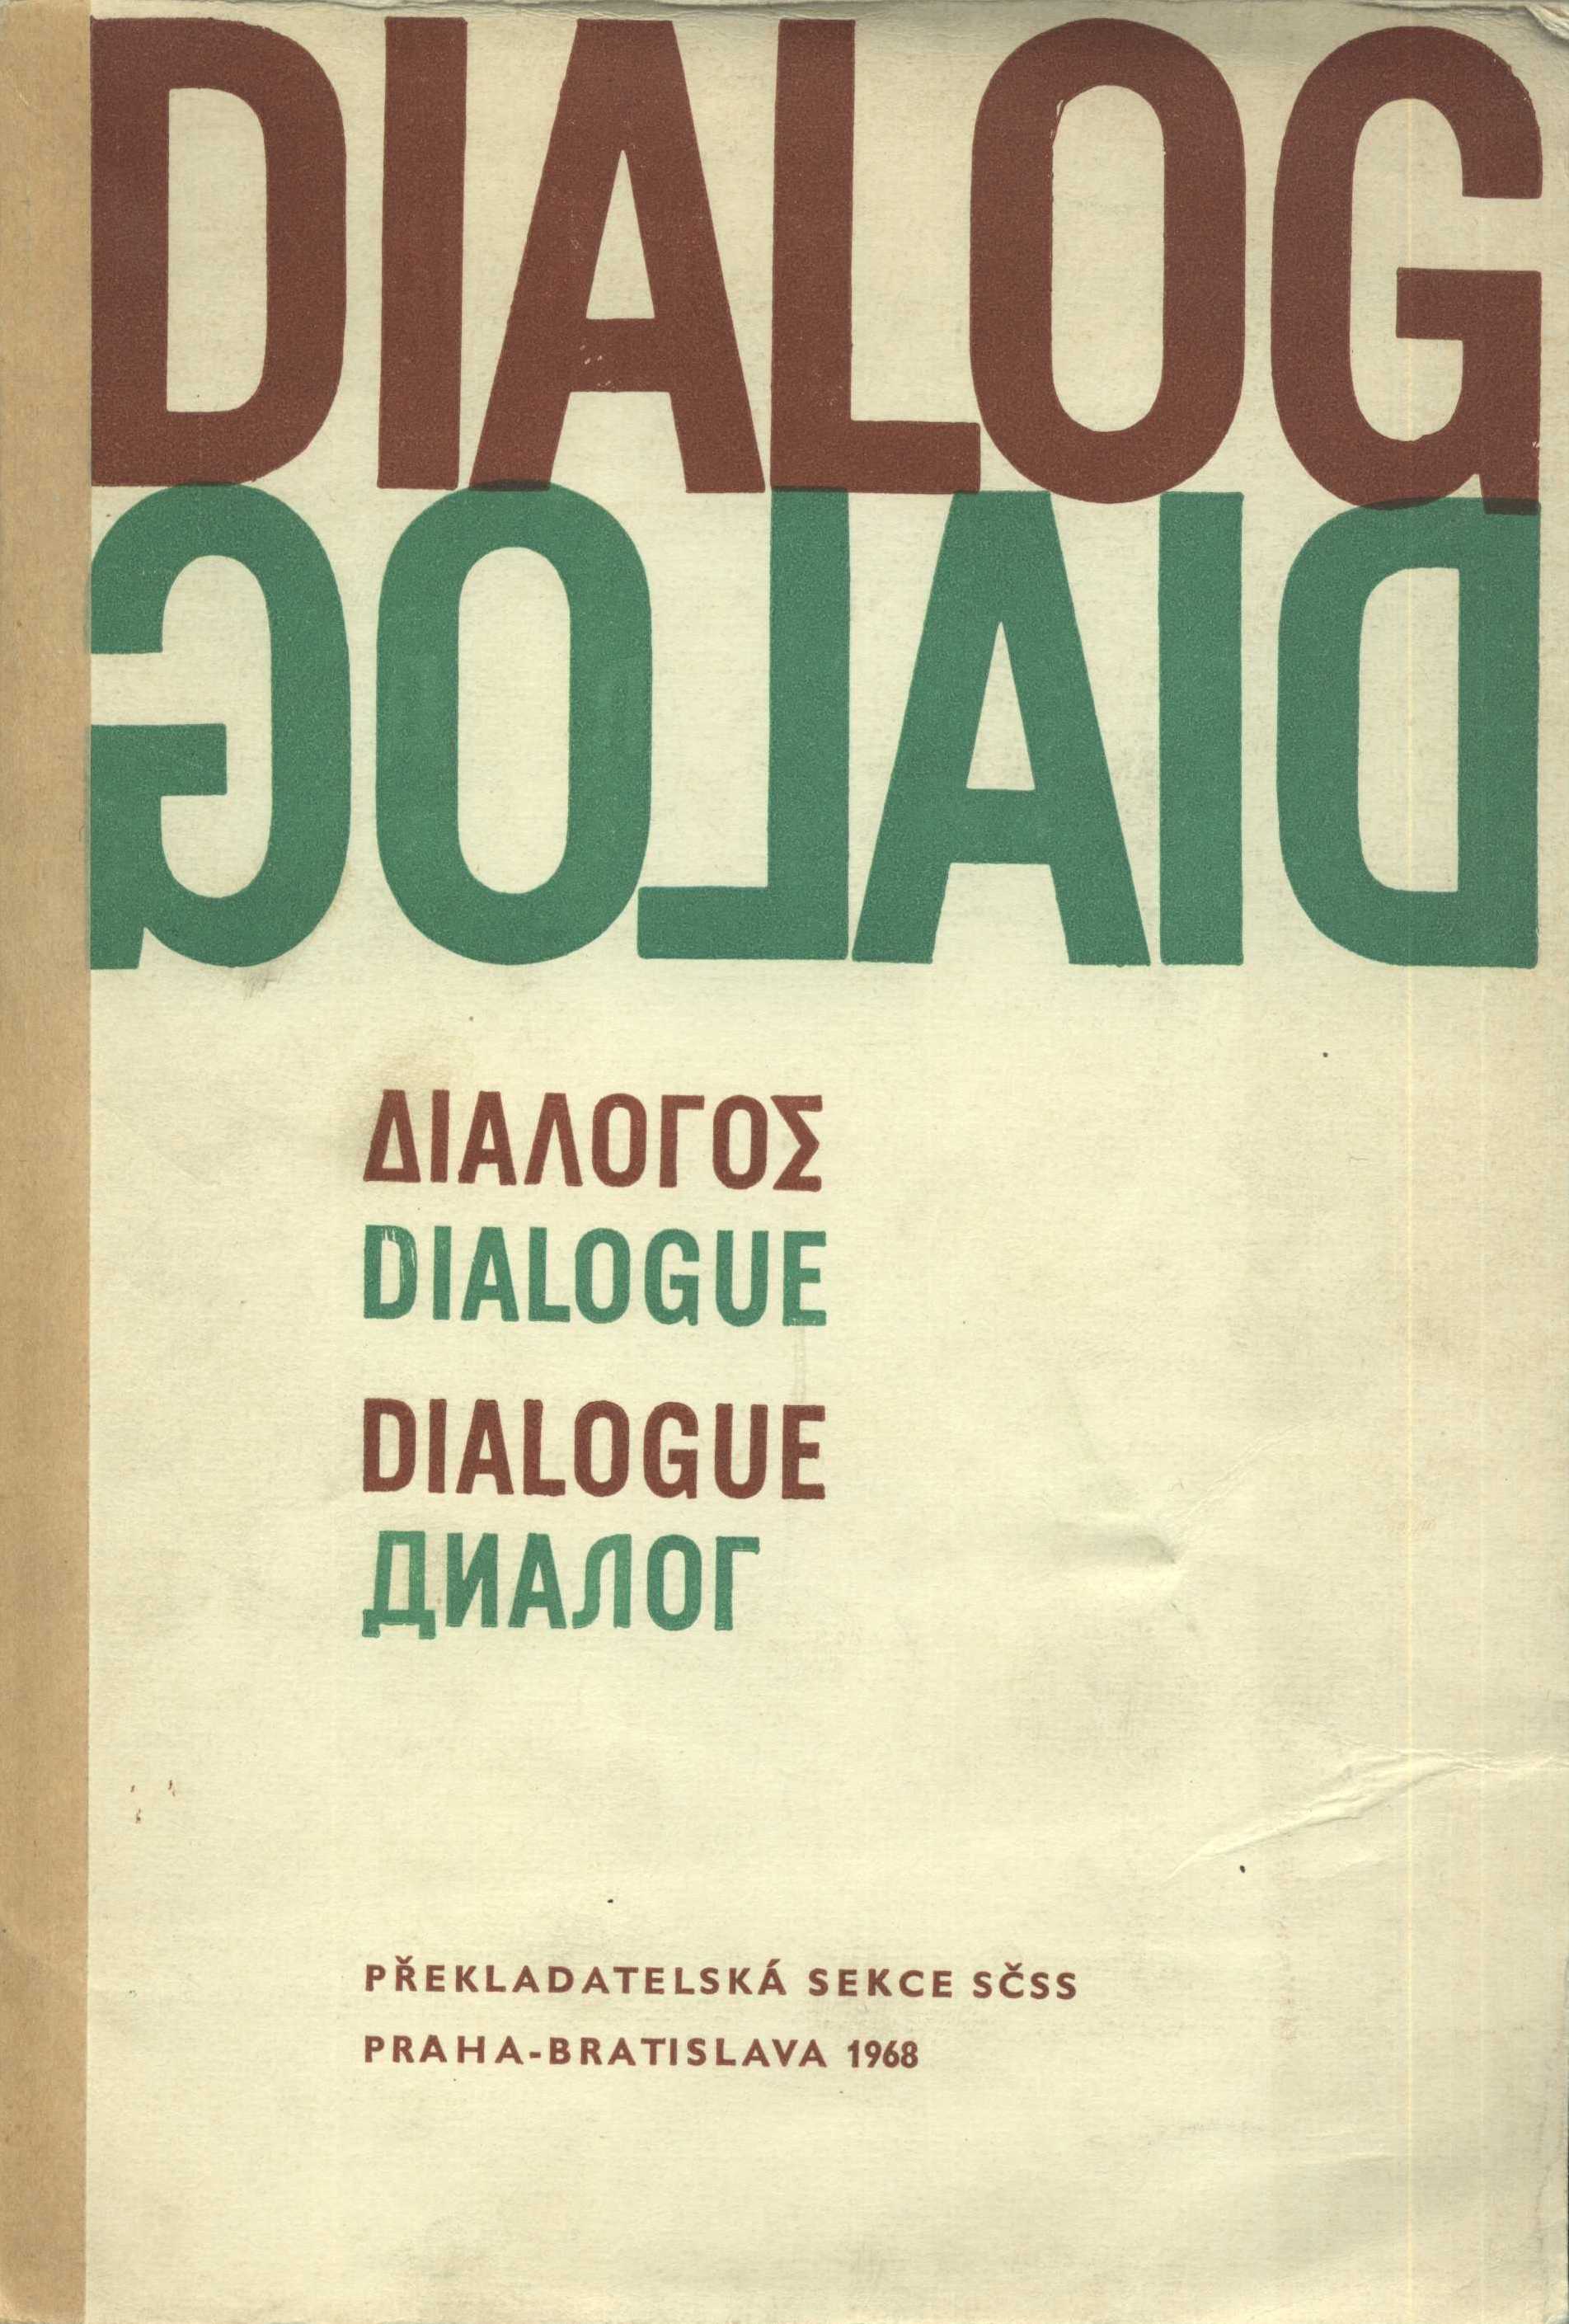 DIALOG
DIALOG
ΔΙΑΛΟΓΟΣ
DIALOGUE
DIALOGUE
ДИАЛОГ
PŘEKLADATELSKÁ SEKCE SČSS
PRAHA-BRATISLAVA 1968